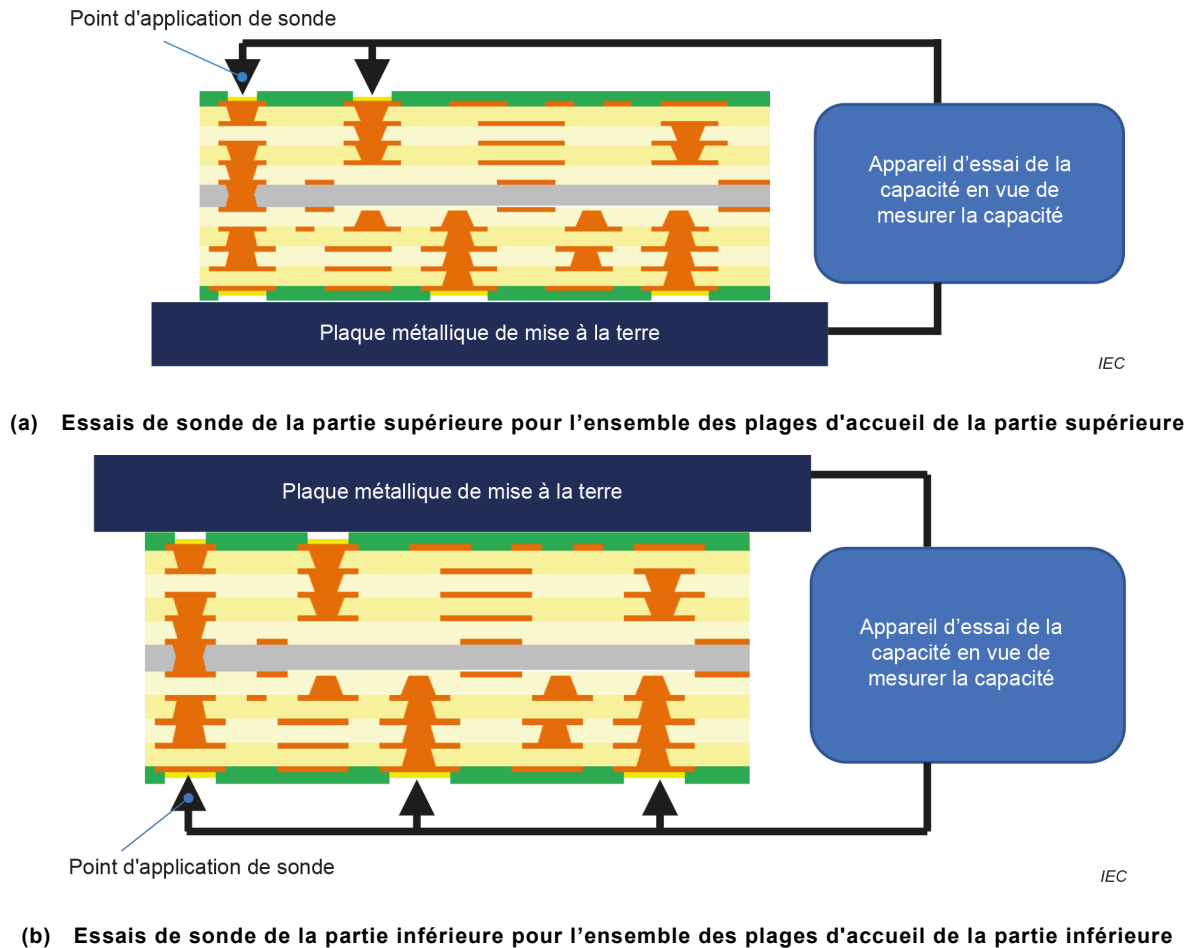 Point d'application de sonde
Appareil d’essai de la
capacité en vue de
mesurer la capacité
Plaque métallique de mise à la terre
IEC
(a) Essais de sonde de la partie supérieure pour l’ensemble des plages d'accueil de la partie supérieure
Plaque métallique de mise à la terre
Appareil d’essai de la
capacité en vue de
mesurer la capacité
Point d'application de sonde
IEC
(b) Essais de sonde de la partie inférieure pour l’ensemble des plages d'accueil de la partie inférieure